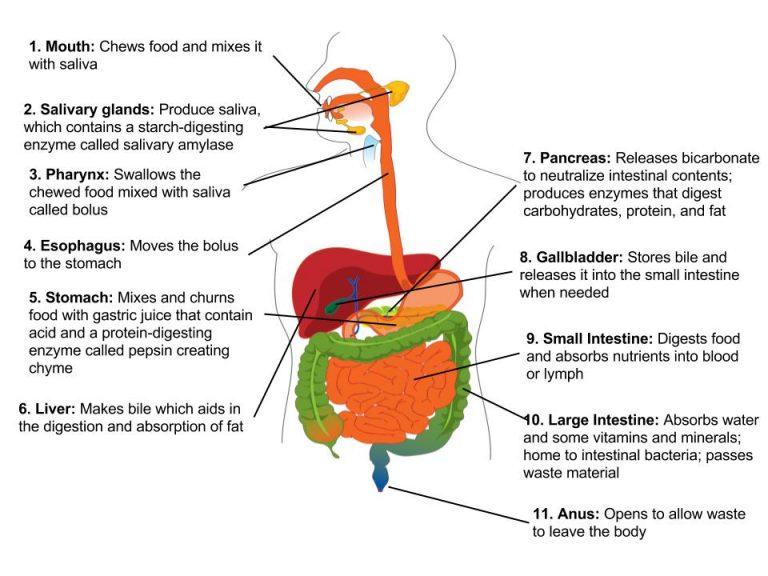 1. Mouth: Chews food and mixes it
with saliva
2. Salivary glands: Produce saliva,
which contains a starch-digesting
enzyme called salivary amylase
3. Pharynx: Swallows the
chewed food mixed with saliva
called bolus
4. Esophagus: Moves the bolus
to the stomach
5. Stomach: Mixes and churns
food with gastric juice that contain
acid and a protein-digesting
enzyme called pepsin creating
chyme
6. Liver: Makes bile which aids in
the digestion and absorption of fat
7. Pancreas: Releases bicarbonate
to neutralize intestinal contents;
produces enzymes that digest
carbohydrates, protein, and fat
8. Gallbladder: Stores bile and
releases it into the small intestine
when needed
9. Small Intestine: Digests food
and absorbs nutrients into blood
or lymph
10. Large Intestine: Absorbs water
and some vitamins and minerals;
home to intestinal bacteria; passes
waste material
11. Anus: Opens to allow waste
to leave the body